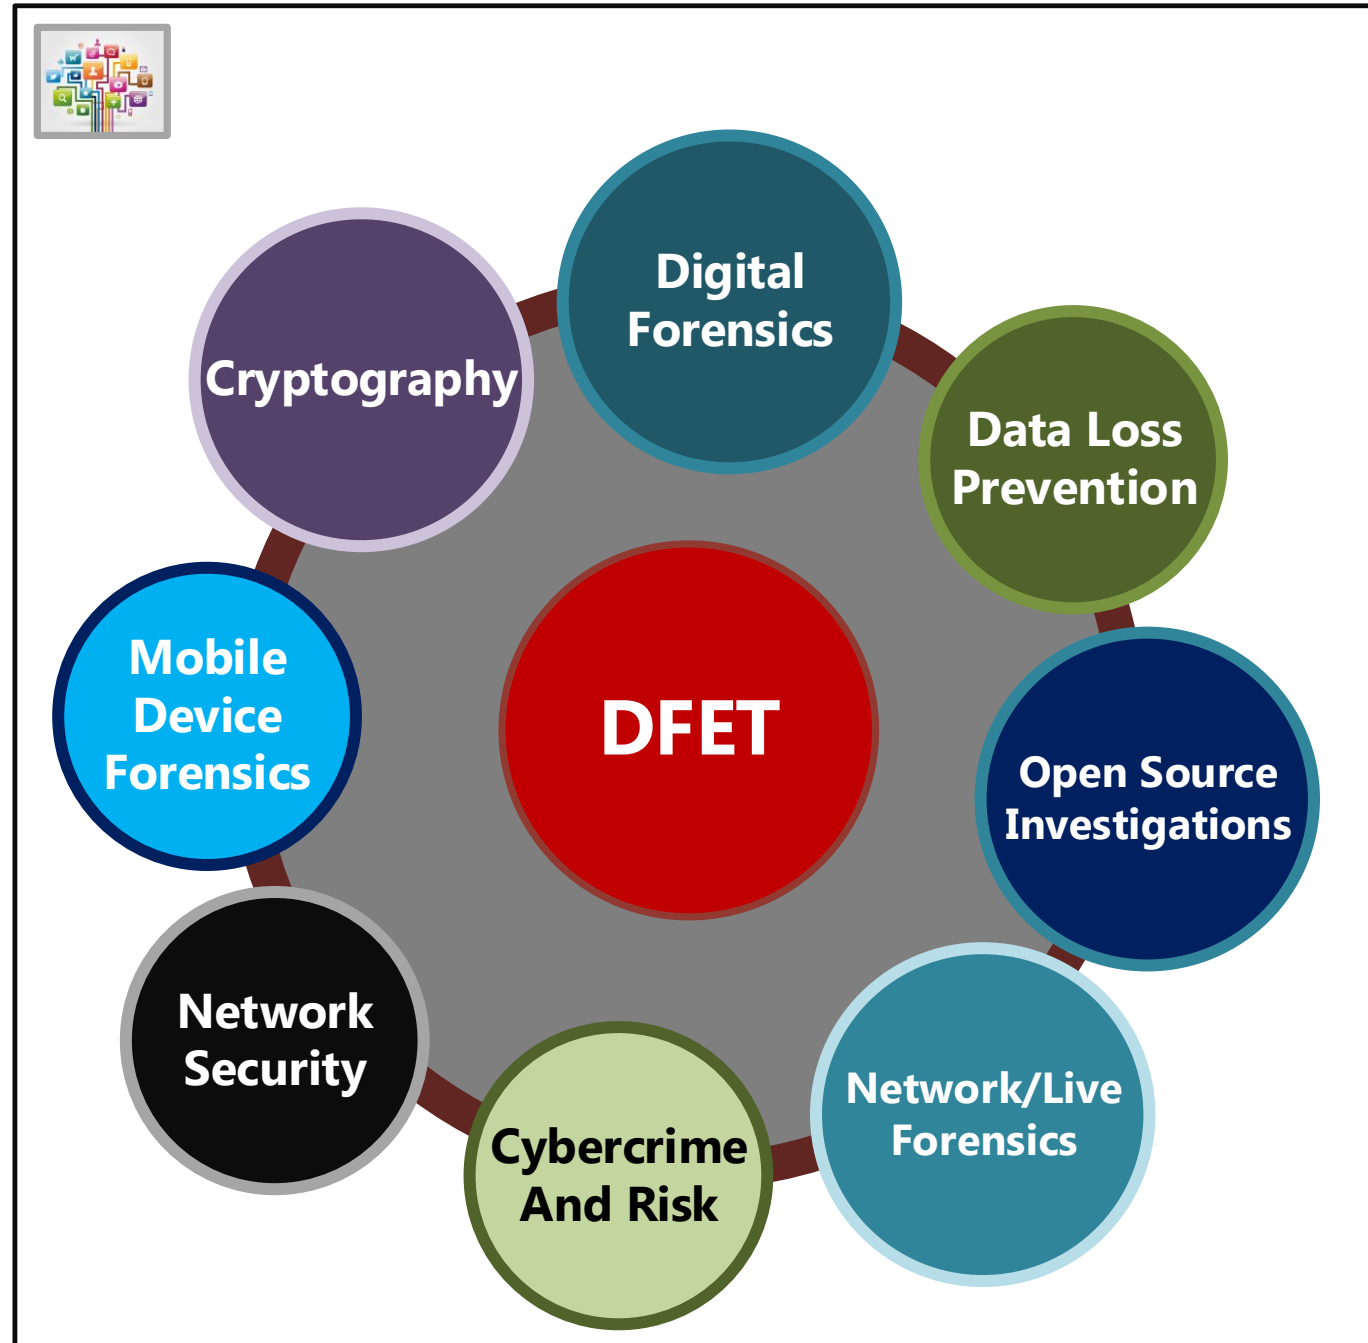 Digital
Forensics
Cryptography
Data Loss
Prevention
Mobile
Device
Forensics
DFET
Open Source
Investigations
Network
Security
Network/Live
Forensics
Cybercrime
And Risk